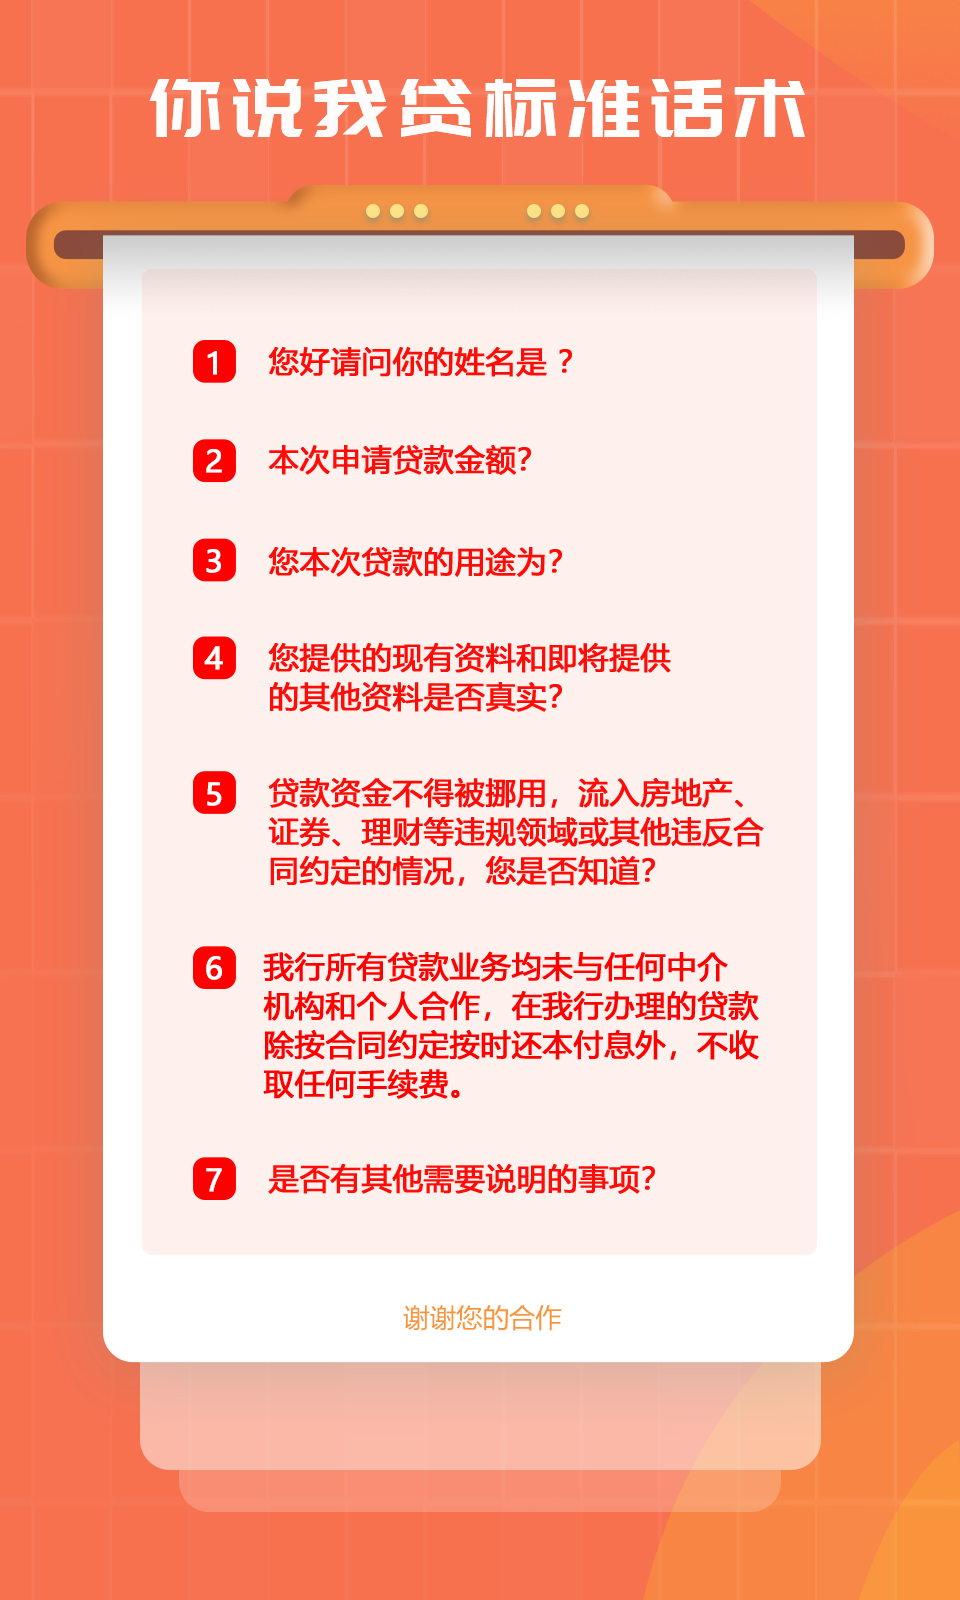 你说我贷标准话术
1 您好请问你的姓名是 ？
2 本次申请贷款金额?
3 您本次贷款的用途为?
4 您提供的现有资料和即将提供
的其他资料是否真实?
5 贷款资金不得被挪用，流入房地产、
证券、理财等违规领域或其他违反合
同约定的情况，您是否知道?
6 我行所有贷款业务均未与任何中介
机构和个人合作，在我行办理的贷款
除按合同约定按时还本付息外，不收
取任何手续费。
7 是否有其他需要说明的事项?
谢谢您的合作